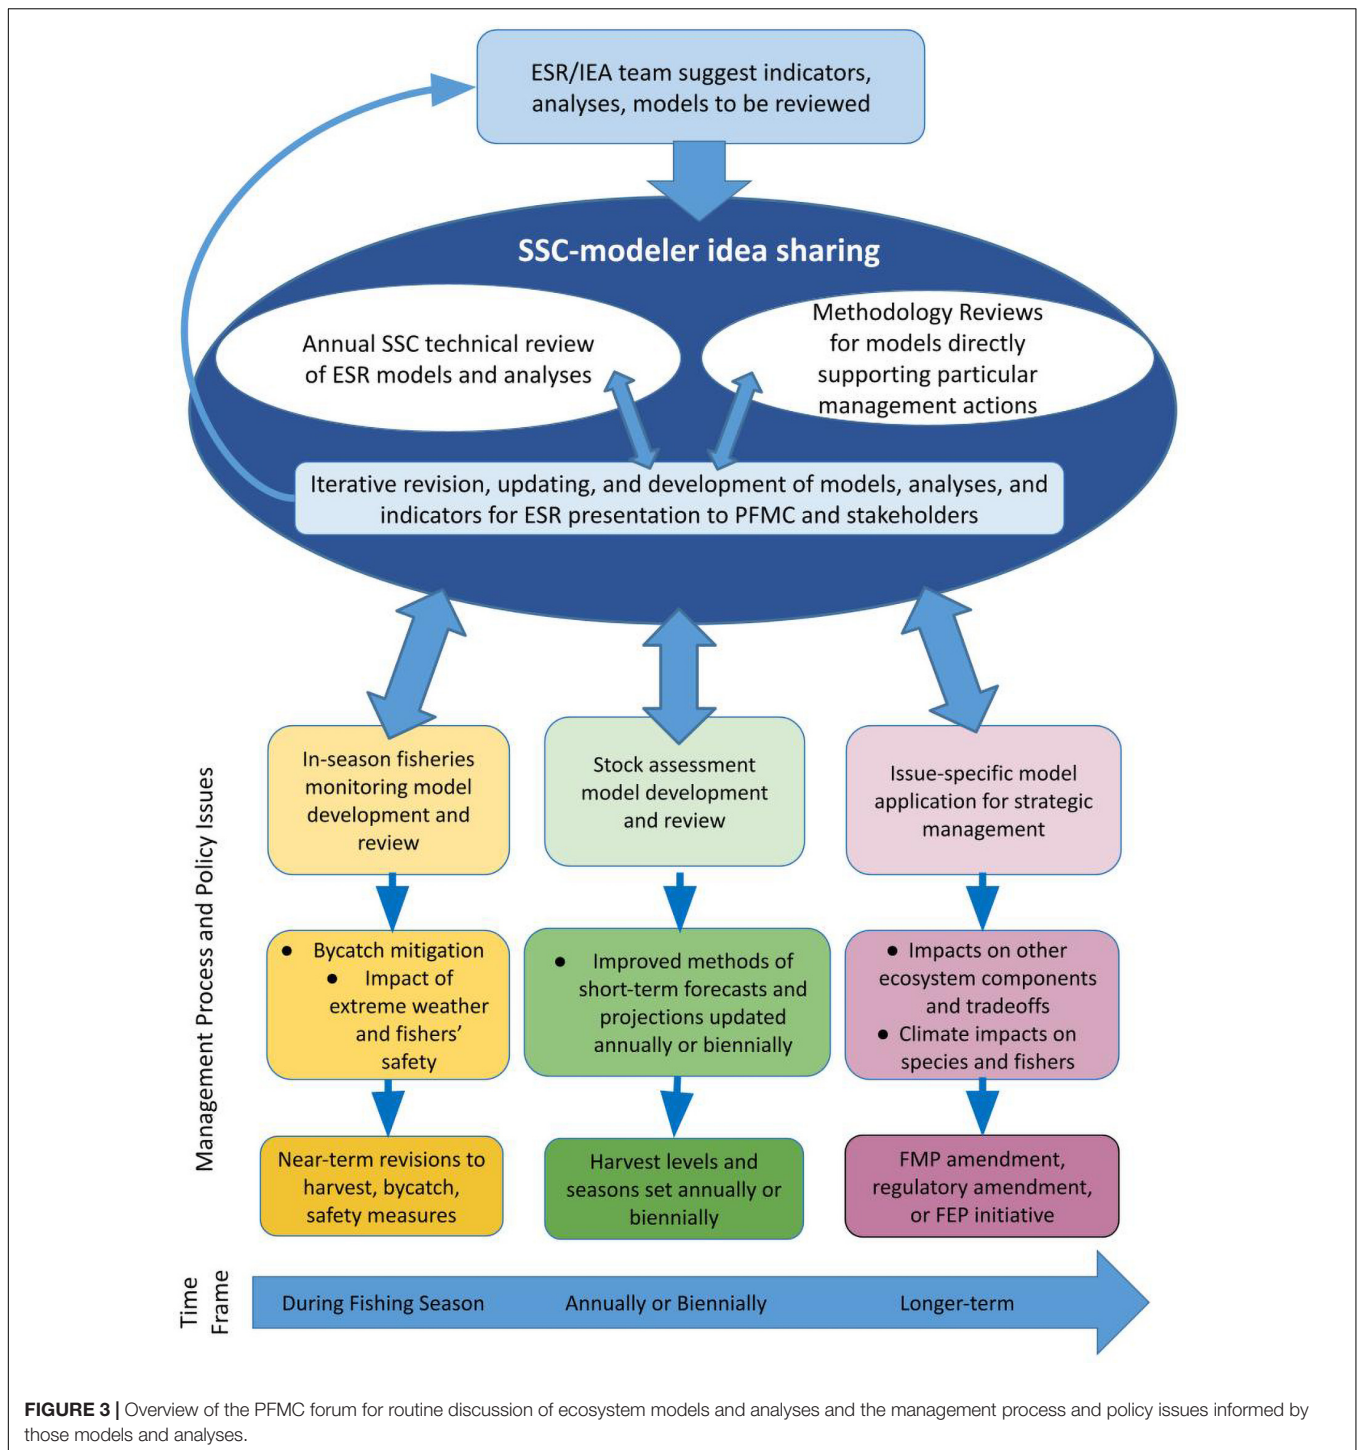 ESR/IEA team suggest indicators,
analyses, models to be reviewed
SSC-modeler idea sharing
Annual SSC technical review
of ESR models and analyses
Methodology Reviews
for models directly
supporting particular
management actions
Iterative revision, updating, and development of models, analyses, and
indicators for ESR presentation to PFMC and stakeholders
Management Process and Policy Issues
In-season fisheries
monitoring model
development and
review
Stock assessment
model development
and review
Issue-specific model
application for strategic
management
● Bycatch mitigation
● Impact of
extreme weather
and fishers’
safety
● Improved methods of
short-term forecasts and
projections updated
annually or biennially
● Impacts on other
ecosystem components
and tradeoffs
● Climate impacts on
species and fishers
Near-term revisions to
harvest, bycatch,
safety measures
Harvest levels and
seasons set annually or
biennially
FMP amendment,
regulatory amendment,
or FEP initiative
Time
Frame
During Fishing Season
Annually or Biennially
Longer-term
FIGURE 3 | Overview of the PFMC forum for routine discussion of ecosystem models and analyses and the management process and policy issues informed by
those models and analyses.